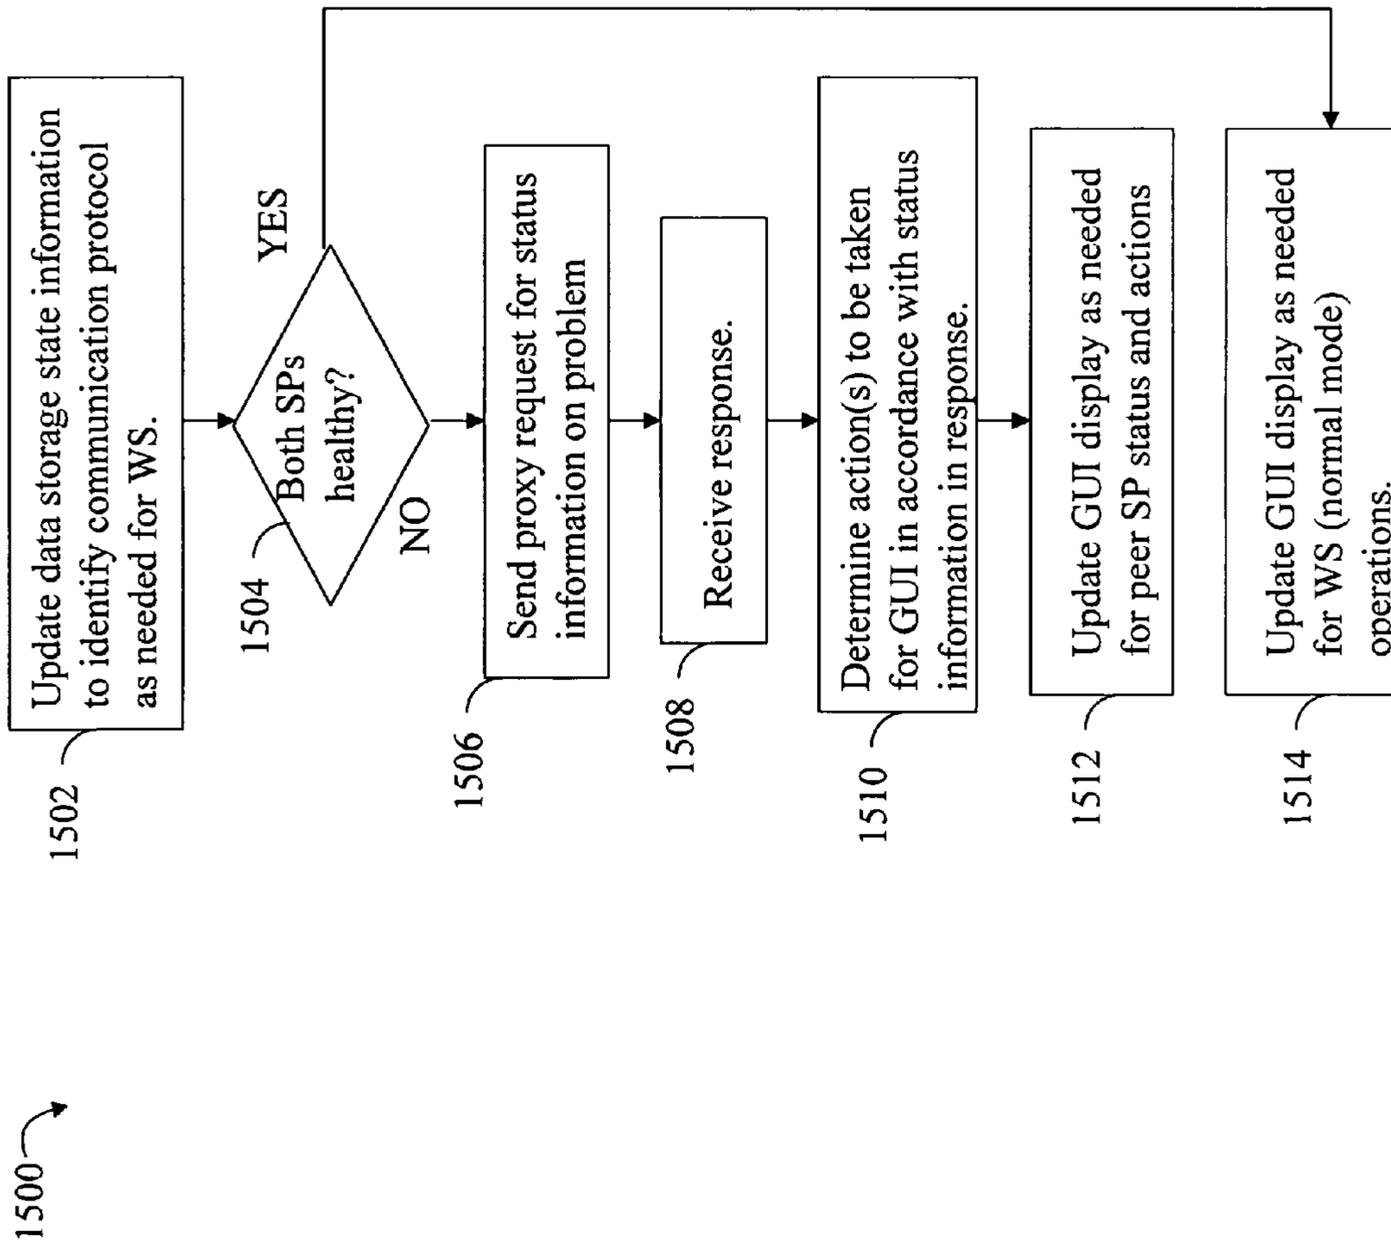 1500
1502
Update data storage state information
to identify communication protocol
as needed for WS.
1504
Both SPs
healthy?
YES
NO
1506
Send proxy request for status
information on problem
1508
Receive response.
1510
Determine action(s) to be taken
for GUI in accordance with status
information in response.
1512
Update GUI display as needed
for peer SP status and actions
1514
Update GUI display as needed
for WS (normal mode)
operations.